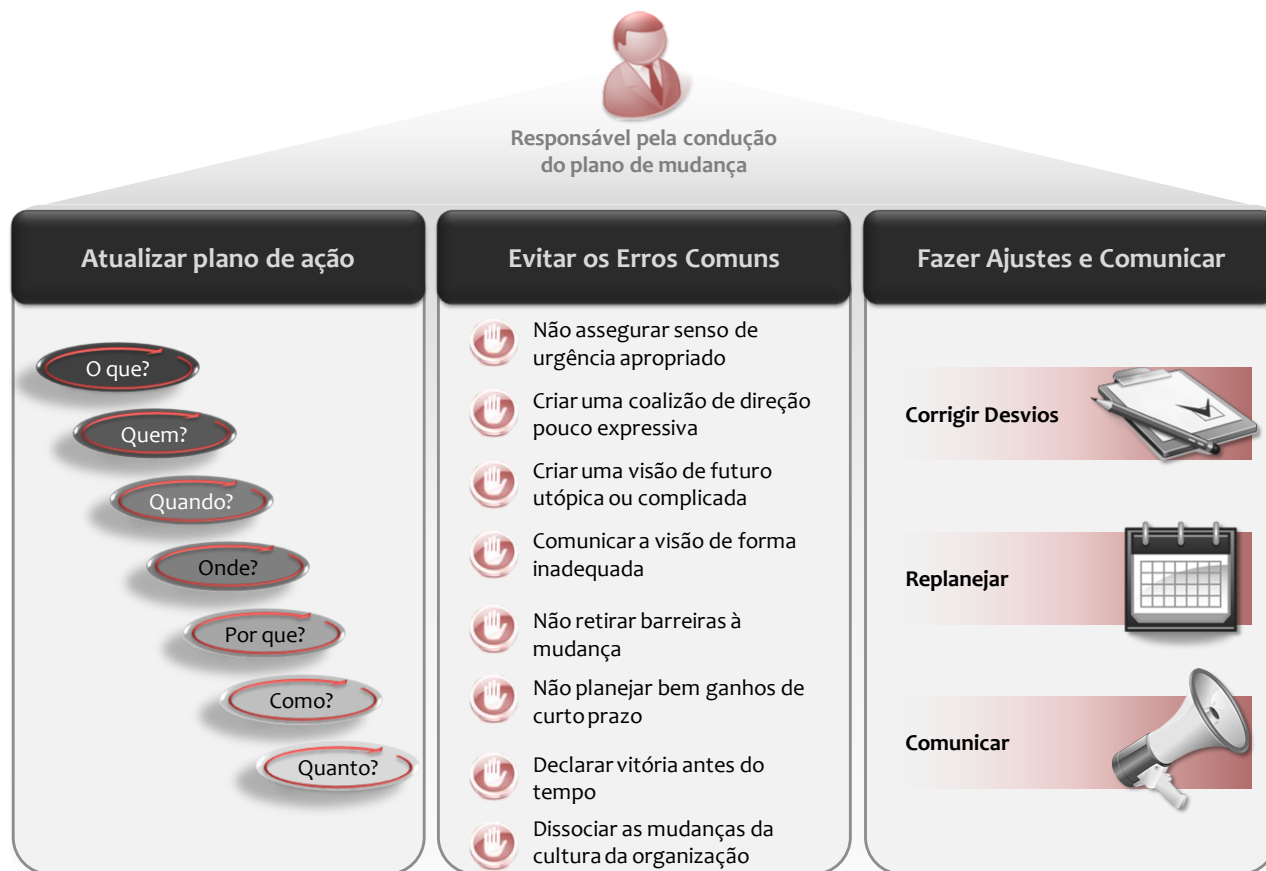 Responsável pela condução
do plano de mudança
Atualizar plano de ação
O que?
Quem?
Quando?
Onde?
Por que?
Como?
Quanto?
Evitar os Erros Comuns
Não assegurar senso de
urgência apropriado
Criar uma coalizão de direção
pouco expressiva
Criar uma visão de futuro
utópica ou complicada
Comunicar a visão de forma
inadequada
Não retirar barreiras à
mudança
Não planejar bem ganhos de
curto prazo
Declarar vitória antes do
tempo
Dissociar as mudanças da
cultura da organização
Fazer Ajustes e Comunicar
Corrigir Desvios
Replanejar
Comunicar